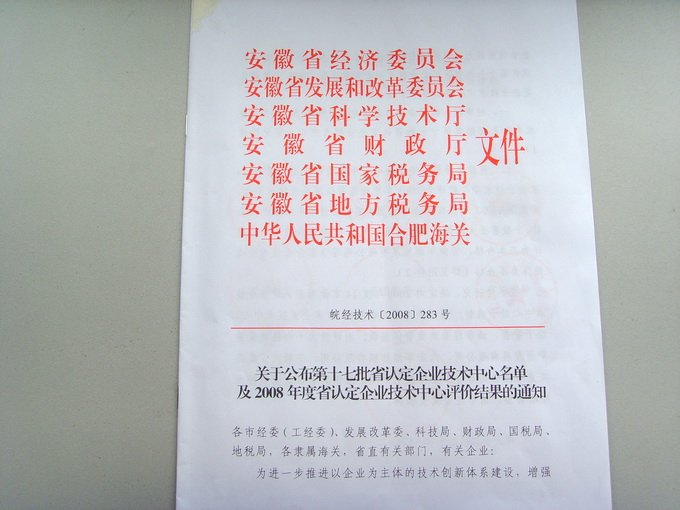 安徽省经济委员会
安徽省发展和改革委员会
安徽省科学技术厅
安徽省财政厅
文件
安徽省国家税务局
安徽省地方税务局
中华人民共和国合肥海关
皖经技术〔2008〕283号
关于公布第十七批省认定企业技术中心名单
及2008年度省认定企业技术中心评价结果的通知
各市经委（工经委）、发展改革委、科技局、财政局、国税局、
地税局，各隶属海关，省直有关部门，有关企业：
为进一步推进以企业为主体的技术创新体系建设，增强